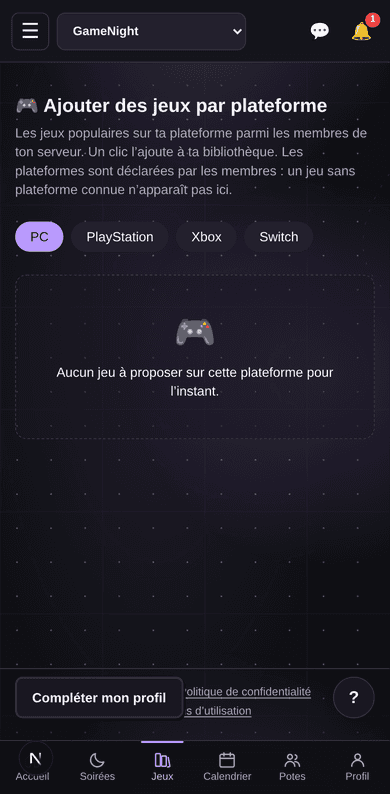 GameNight
1
🎮 Ajouter des jeux par plateforme
Les jeux populaires sur ta plateforme parmi les membres de
ton serveur. Un clic l'ajoute à ta bibliothèque. Les
plateformes sont déclarées par les membres : un jeu sans
plateforme connue n'apparaît pas ici.
PC PlayStation Xbox Switch
Aucun jeu à proposer sur cette plateforme pour
l'instant.
Compléter mon profil
olitique de confidentialité
s d'utilisation
?
N
Accueil Soirées Jeux Calendrier Potes Profil